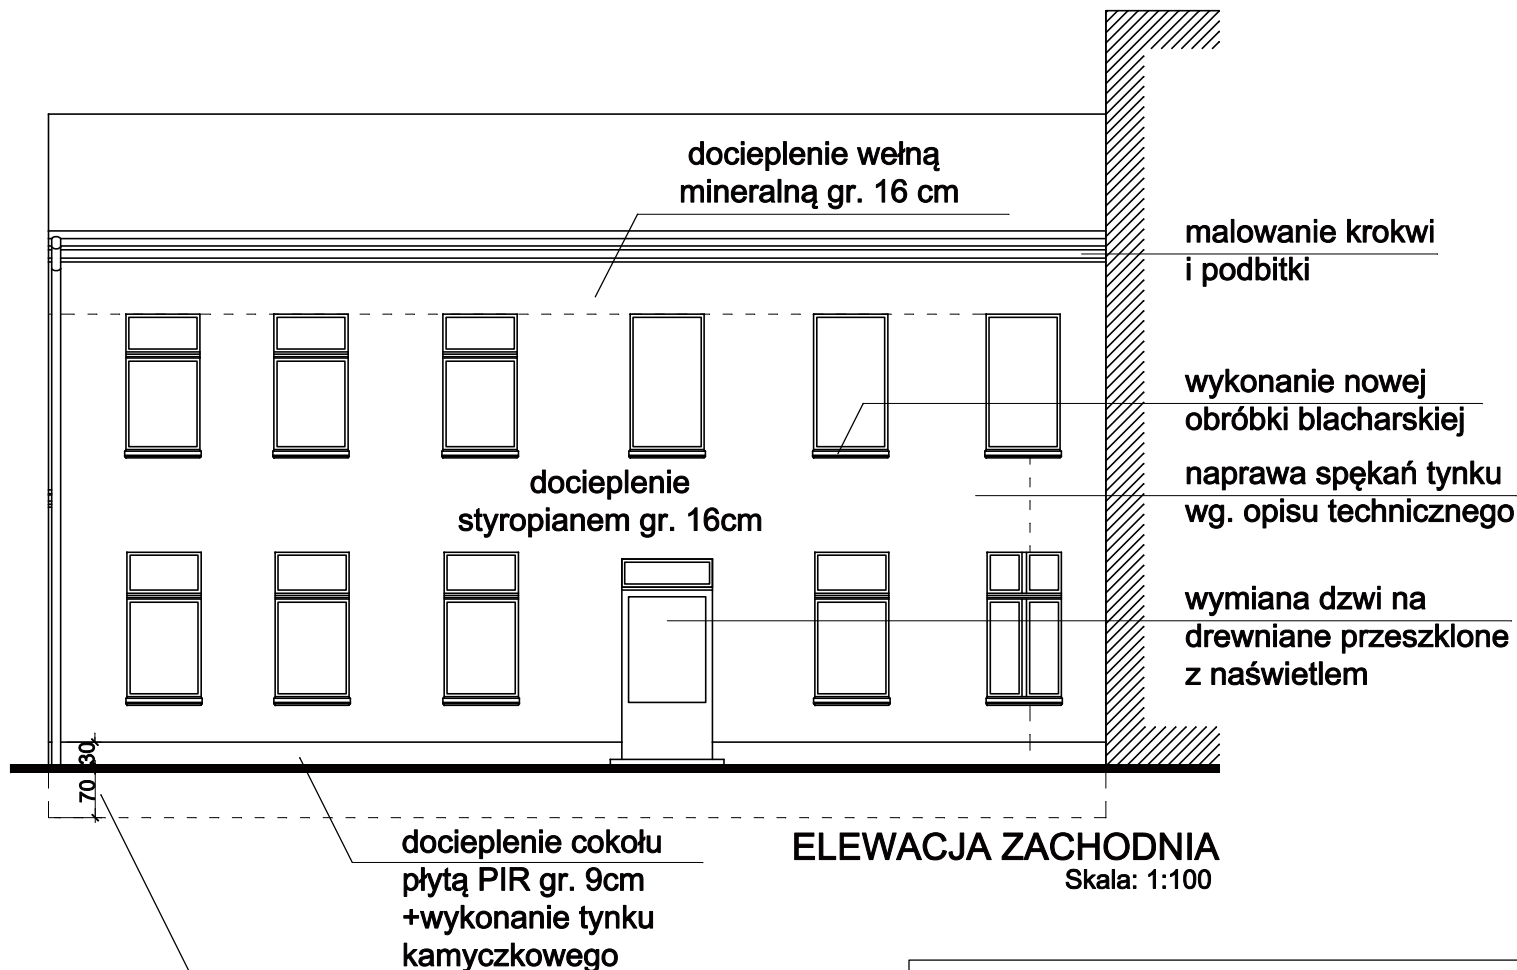 docieplenie wełną
mineralną gr. 16 cm
malowanie krokwi
i podbitki
wykonanie nowej
obróbki blacharskiej
docieplenie
styropianem gr. 16cm
naprawa spękań tynku
wg. opisu technicznego
wymiana dzwi na
drewniane przeszklone
z naświetlem
30
70
docieplenie cokołu
płytą PIR gr. 9cm
+wykonanie tynku
kamyczkowego
ELEWACJA ZACHODNIA
Skala: 1:100